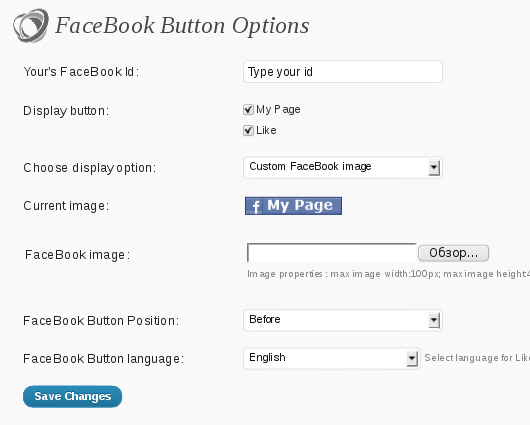 FaceBook Button Options
Your's FaceBook Id: Type your id
Display button: My Page
Like
Choose display option: Custom FaceBook image
Current image: f My Page
FaceBook image: Обзор...
Image properties: max image width:100px; max image height:4
FaceBook Button Position: Before
FaceBook Button language: English Select language for Lik
Save Changes